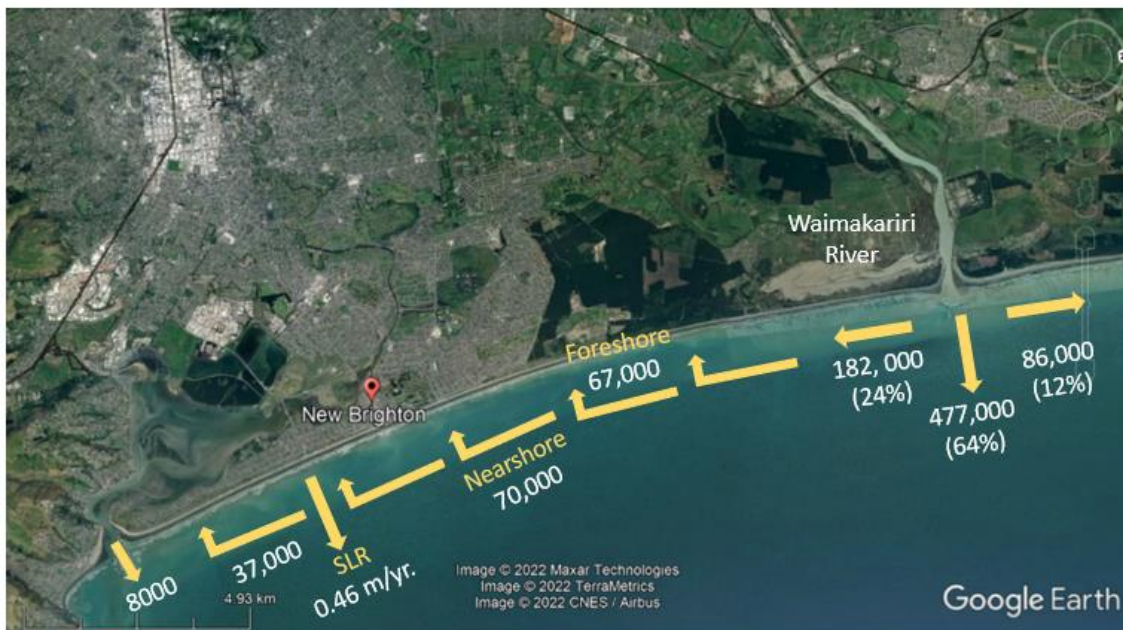 Waimakariri
River
Foreshore
67,000
182, 000
(24%)
86,000
(12%)
477,000
(64%)
New Brighton
Nearshore
70,000
37,000
SLR
0.46 m/yr.
8000
4.93 km
Image © 2022 Maxar Technologies
Image © 2022 TerraMetrics
Image © 2022 CNES / Airbus
Google Earth